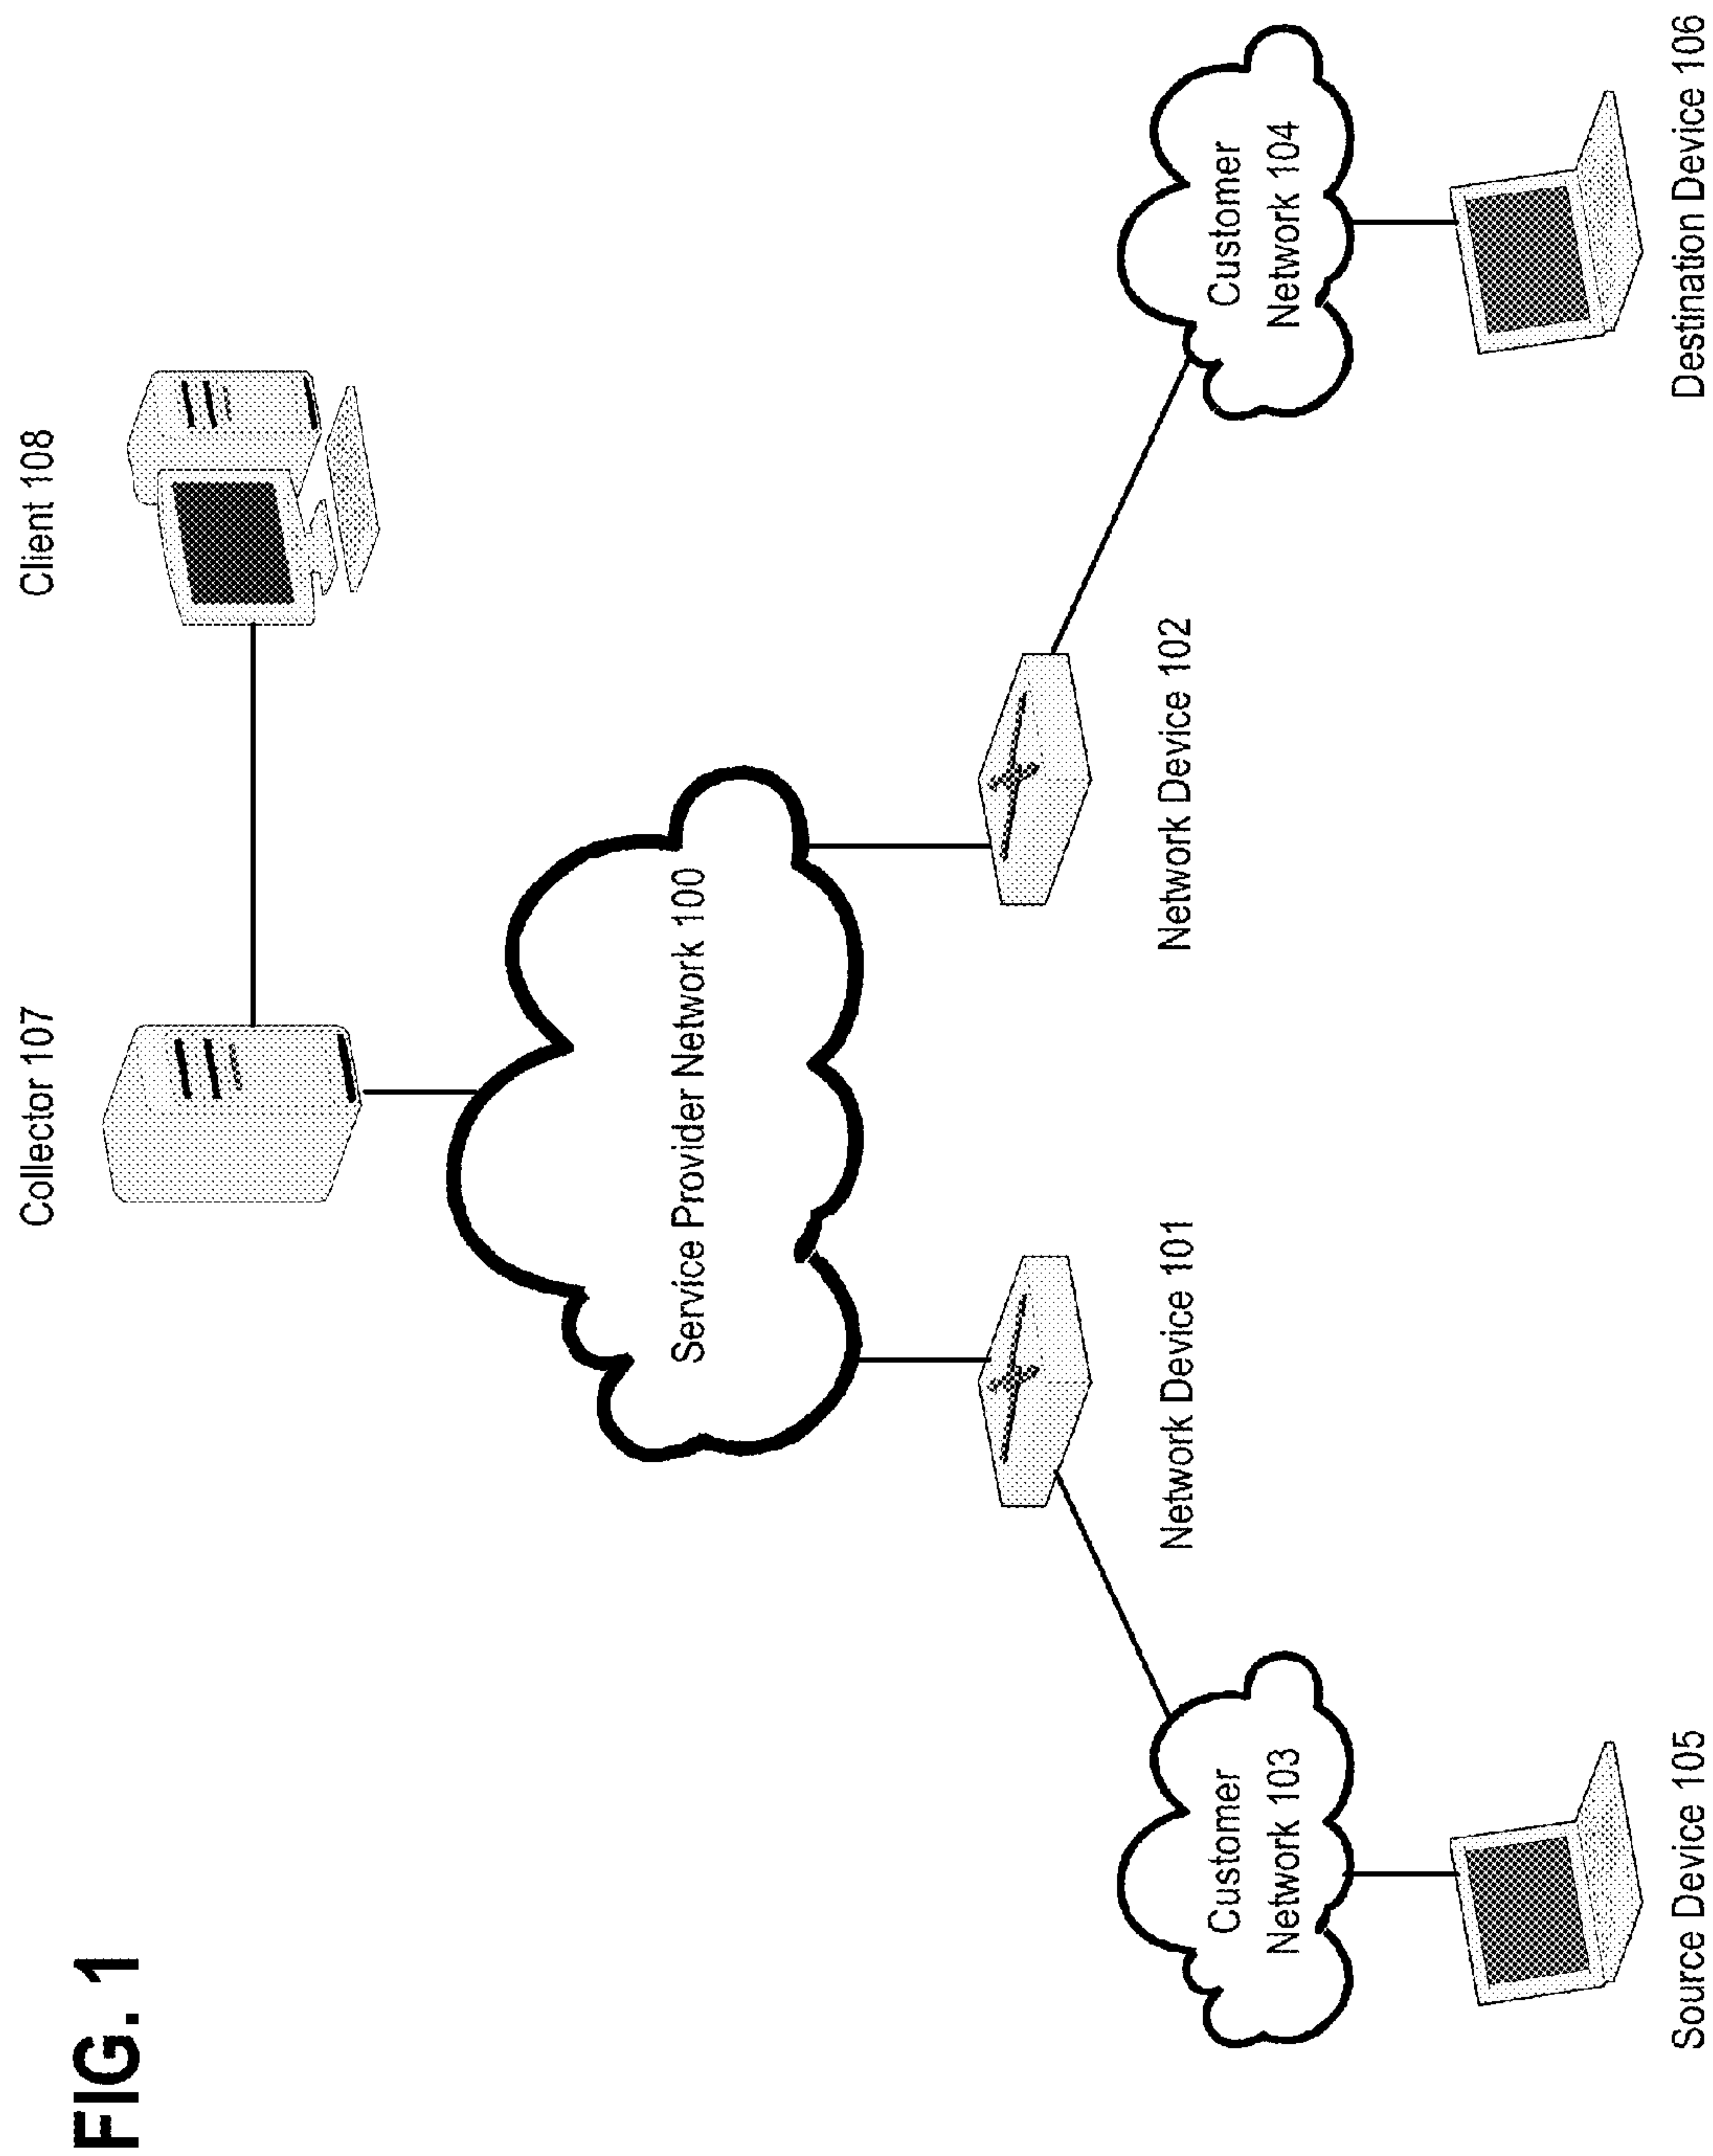 FIG. 1
Collector 107
Client 108
Service Provider Network 100
Network Device 101
Network Device 102
Customer
Network 103
Customer
Network 104
Source Device 105
Destination Device 106